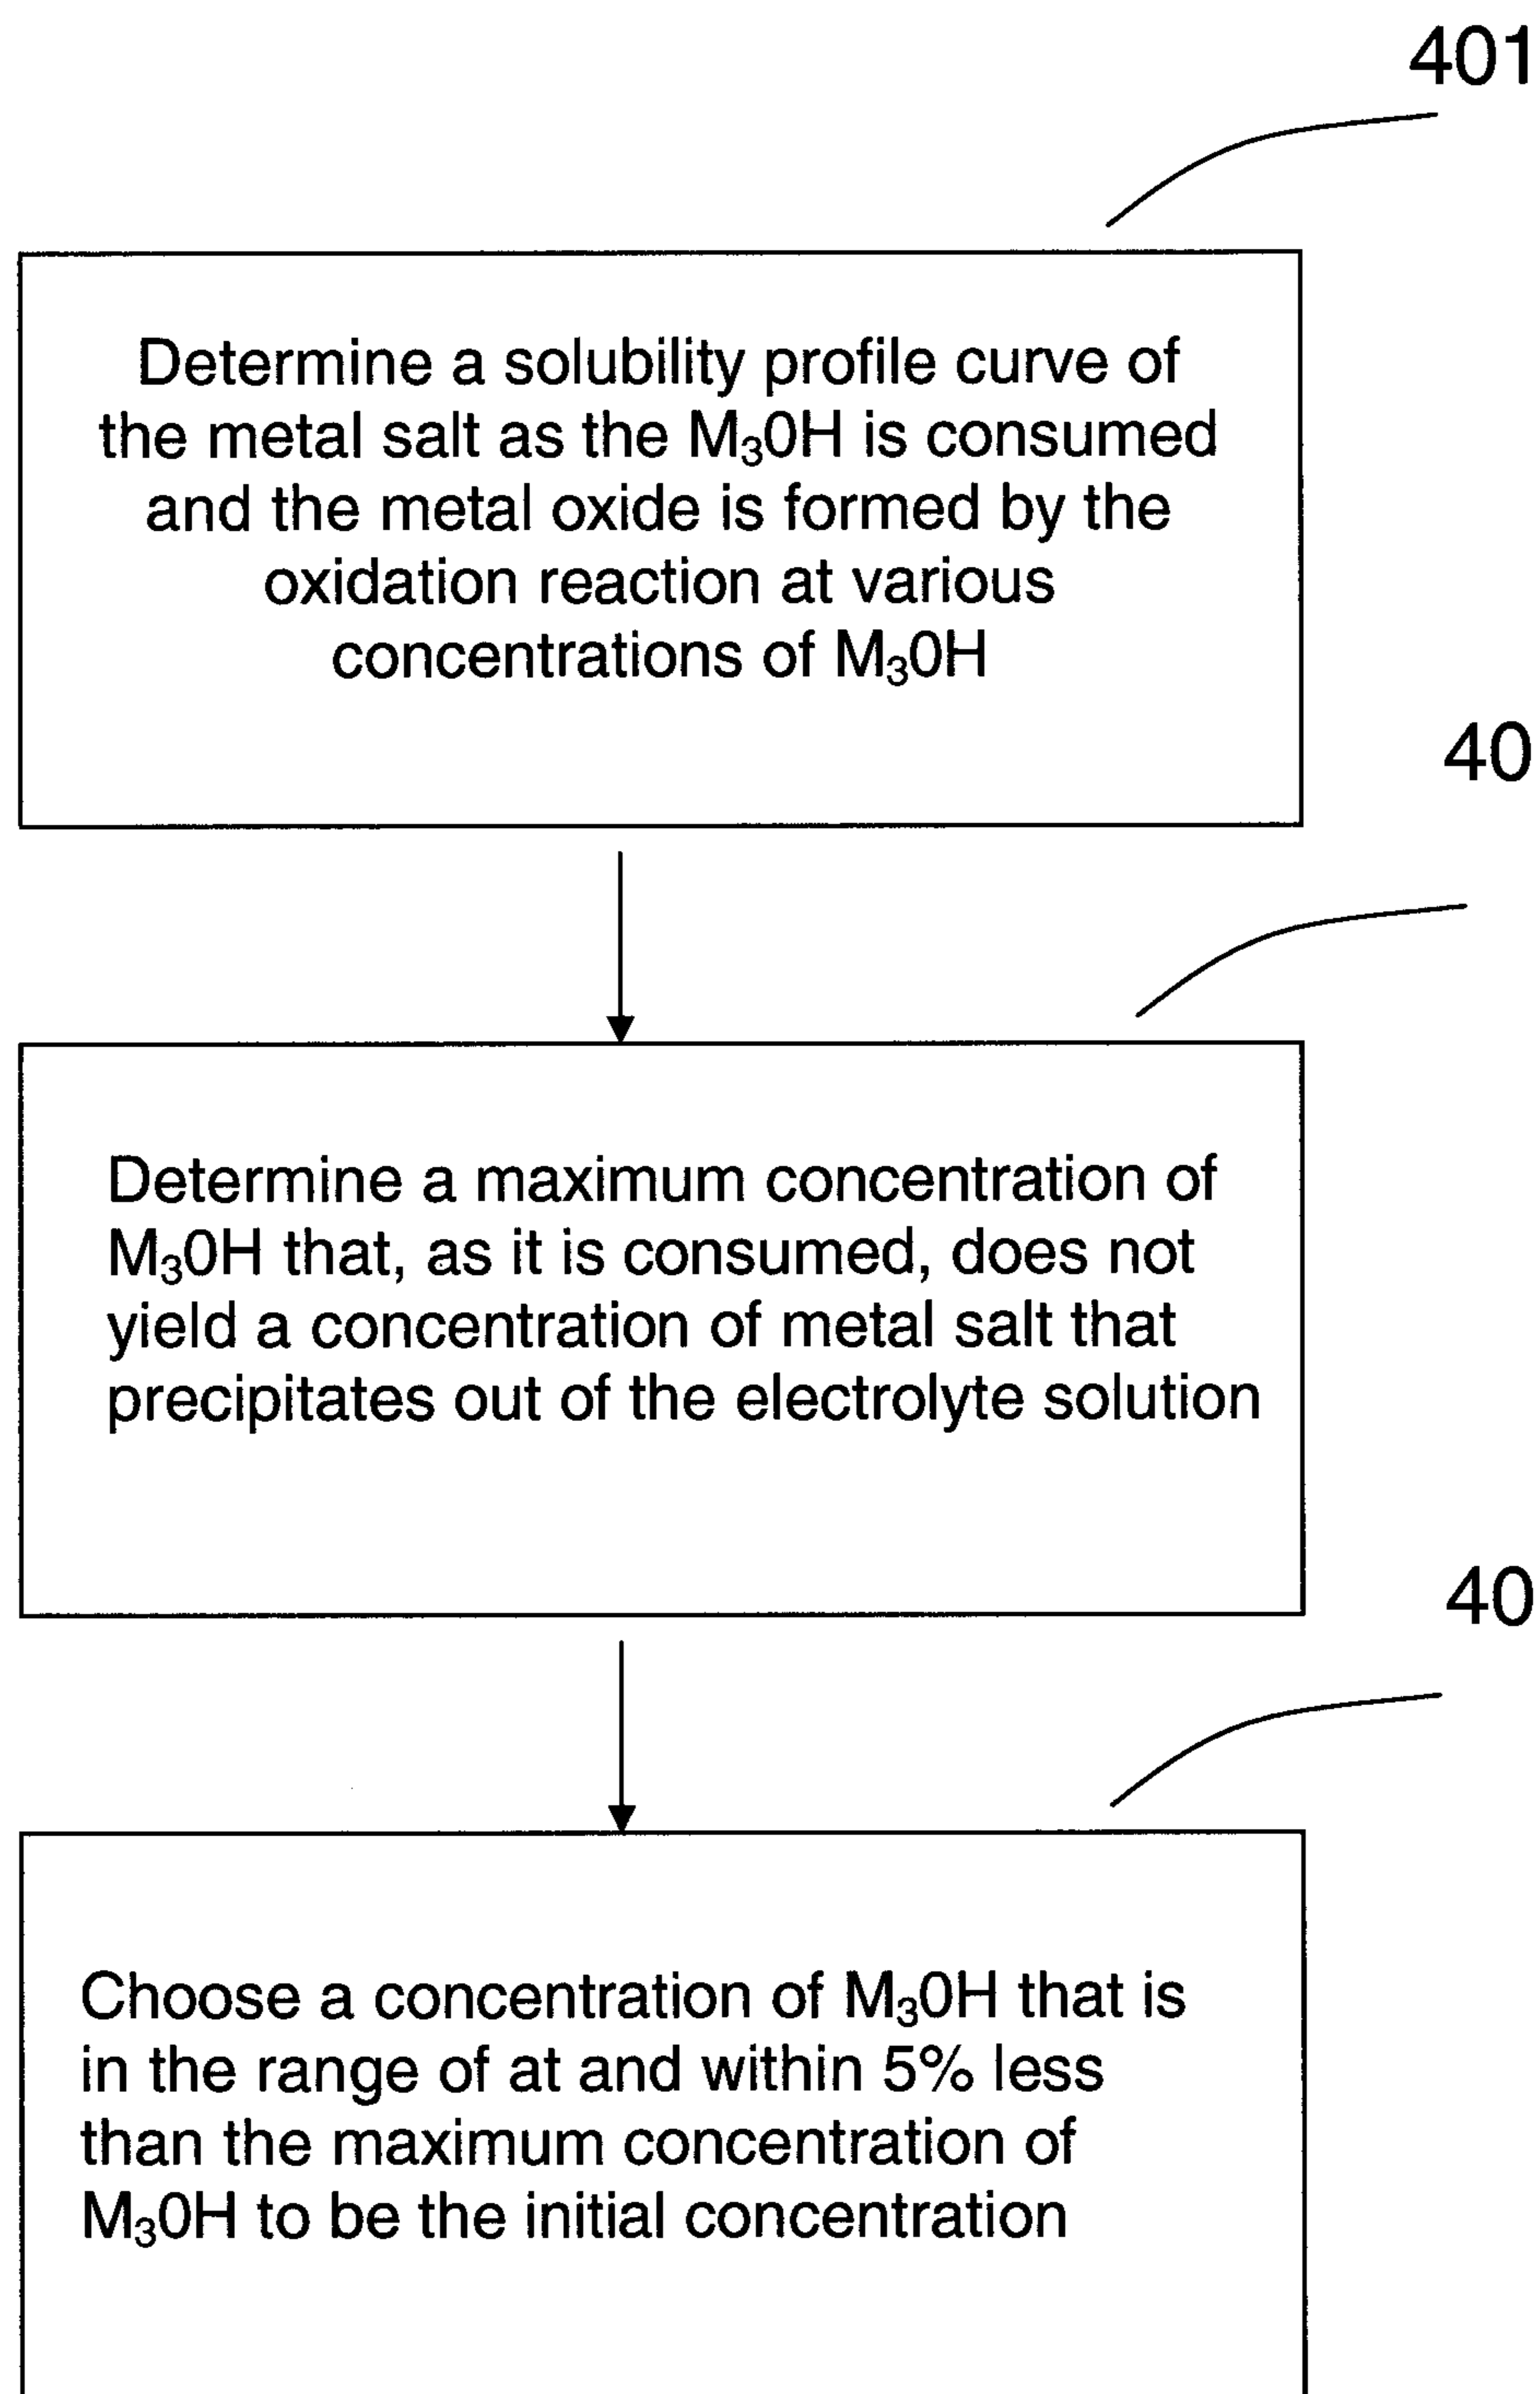 401
Determine a solubility profile curve of
the metal salt as the M₃0H is consumed
and the metal oxide is formed by the
oxidation reaction at various
concentrations of M₃0H
40
Determine a maximum concentration of
M₃0H that, as it is consumed, does not
yield a concentration of metal salt that
precipitates out of the electrolyte solution
40
Choose a concentration of M₃0H that is
in the range of at and within 5% less
than the maximum concentration of
M₃0H to be the initial concentration